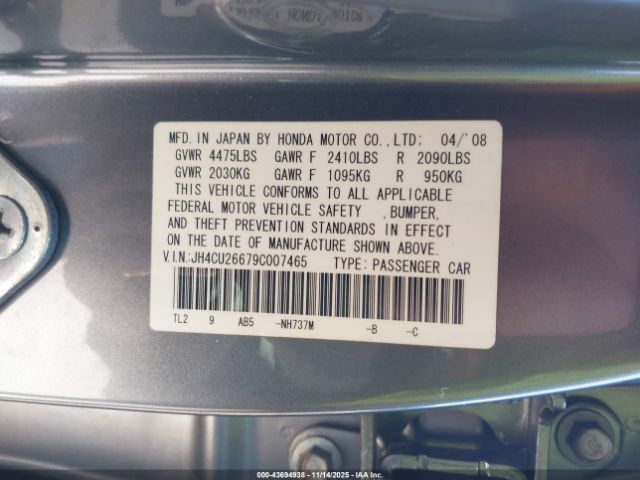 MFD. IN JAPAN BY HONDA MOTOR CO.,LTD: 04/'08
GVWR 4475LBS GAWR F 2410LBS R 2090LBS
GVWR 2030KG GAWR F 1095KG R 950KG
THIS VEHICLE CONFORMS TO ALL APPLICABLE
FEDERAL MOTOR VEHICLE SAFETY ,BUMPER,
AND THEFT PREVENTION STANDARDS IN EFFECT
ON THE DATE OF MANUFACTURE SHOWN ABOVE.
V.I.N.:JH4CU26679C007465 TYPE: PASSENGER CAR
TL2 9 AB5 -NH737M -B -C
000-43694938 - 11/14/2025 - IAA Inc.